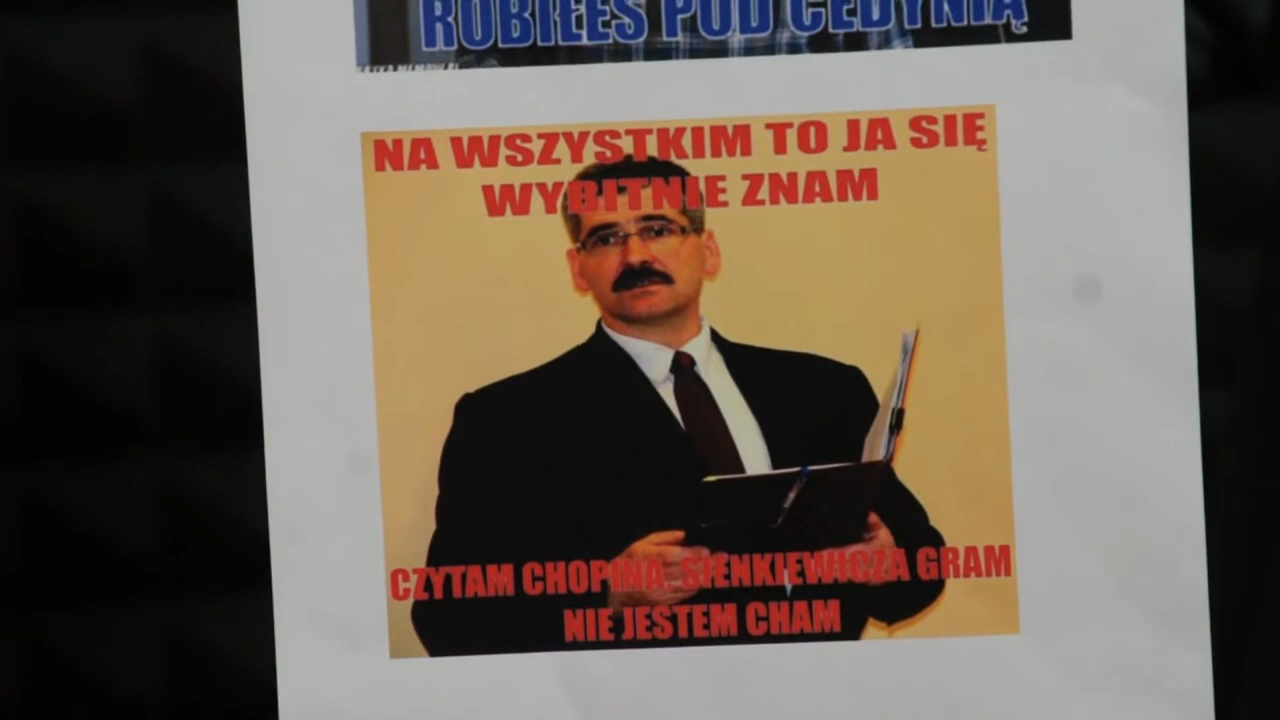 ROBIŁEŚ POD CEDYNIĄ
NA WSZYSTKIM TO JA SIĘ
WYBITNIE ZNAM
CZYTAM CHOPINA, SIENKIEWICZA GRAM
NIE JESTEM CHAM